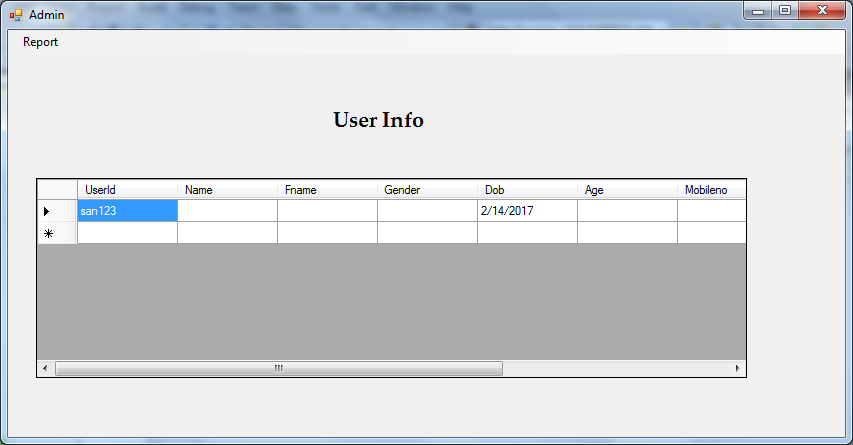 Admin
Report
User Info
UserId Name Fname Gender Dob Age Mobileno
san123 2/14/2017